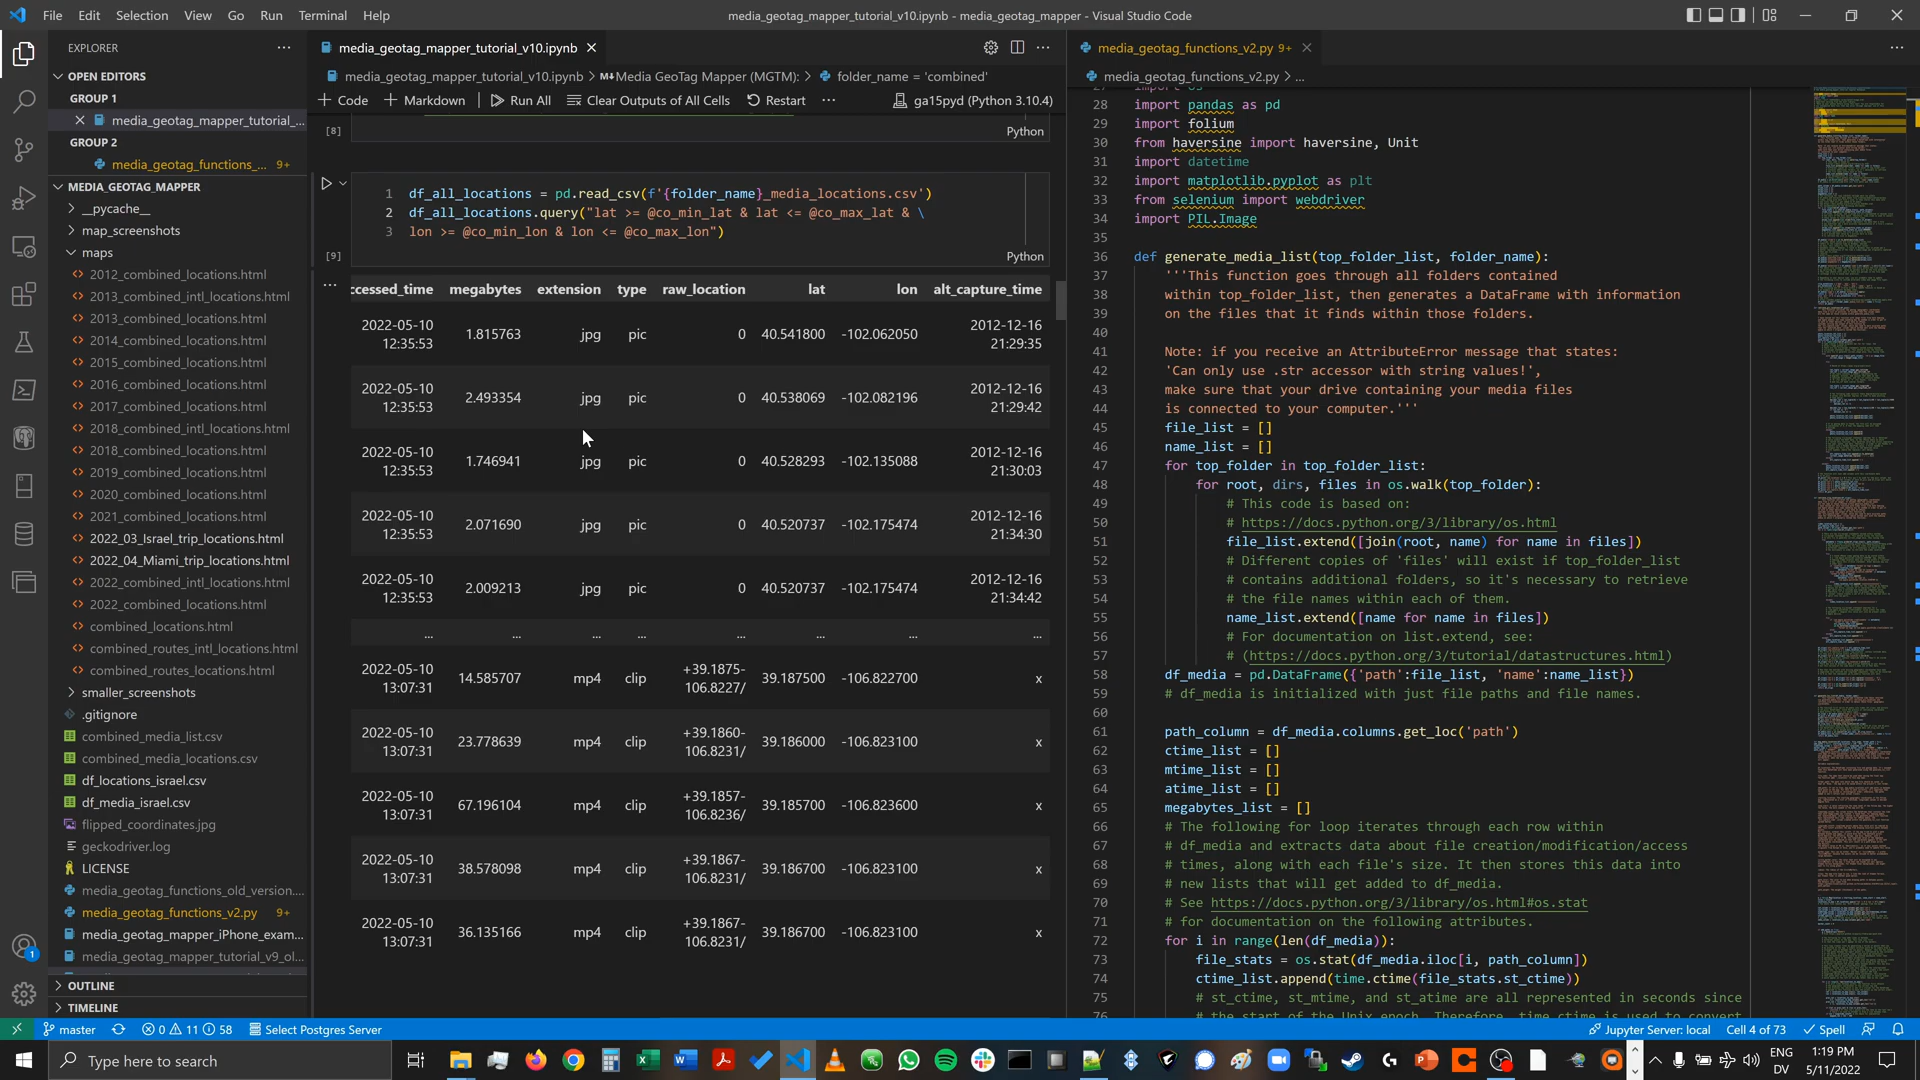 File Edit Selection View Go Run Terminal Help
media_geotag_mapper_tutorial_v10.ipynb - media_geotag_mapper - Visual Studio Code
EXPLORER
OPEN EDITORS
GROUP 1
media_geotag_mapper_tutorial_...
GROUP 2
media_geotag_functions_... 9+
MEDIA_GEOTAG_MAPPER
__pycache__
map_screenshots
maps
2012_combined_locations.html
2013_combined_intl_locations.html
2013_combined_locations.html
2014_combined_locations.html
2015_combined_locations.html
2016_combined_locations.html
2017_combined_locations.html
2018_combined_intl_locations.html
2018_combined_locations.html
2019_combined_locations.html
2020_combined_locations.html
2021_combined_locations.html
2022_03_Israel_trip_locations.html
2022_04_Miami_trip_locations.html
2022_combined_intl_locations.html
2022_combined_locations.html
combined_locations.html
combined_routes_intl_locations.html
combined_routes_locations.html
smaller_screenshots
.gitignore
combined_media_list.csv
combined_media_locations.csv
df_locations_israel.csv
df_media_israel.csv
flipped_coordinates.jpg
geckodriver.log
LICENSE
media_geotag_functions_old_version....
media_geotag_functions_v2.py 9+
media_geotag_mapper_iPhone_exam...
media_geotag_mapper_tutorial_v9_ol...
OUTLINE
TIMELINE
media_geotag_mapper_tutorial_v10.ipynb
media_geotag_mapper_tutorial_v10.ipynb > M↓Media GeoTag Mapper (MGTM): > folder_name = 'combined'
+ Code + Markdown Run All Clear Outputs of All Cells Restart ... ga15pyd (Python 3.10.4)
[8] Python
1 df_all_locations = pd.read_csv(f'{folder_name}_media_locations.csv')
2 df_all_locations.query("lat >= @co_min_lat & lat <= @co_max_lat & \
3 lon >= @co_min_lon & lon <= @co_max_lon")
[9] Python
ccessed_time megabytes extension type raw_location lat lon alt_capture_time
2022-05-10 12:35:53 1.815763 jpg pic 0 40.541800 -102.062050 2012-12-16 21:29:35
2022-05-10 12:35:53 2.493354 jpg pic 0 40.538069 -102.082196 2012-12-16 21:29:42
2022-05-10 12:35:53 1.746941 jpg pic 0 40.528293 -102.135088 2012-12-16 21:30:03
2022-05-10 12:35:53 2.071690 jpg pic 0 40.520737 -102.175474 2012-12-16 21:34:30
2022-05-10 12:35:53 2.009213 jpg pic 0 40.520737 -102.175474 2012-12-16 21:34:42
... ... ... ... ... ... ... ...
2022-05-10 13:07:31 14.585707 mp4 clip +39.1875-106.8227/ 39.187500 -106.822700 x
2022-05-10 13:07:31 23.778639 mp4 clip +39.1860-106.8231/ 39.186000 -106.823100 x
2022-05-10 13:07:31 67.196104 mp4 clip +39.1857-106.8236/ 39.185700 -106.823600 x
2022-05-10 13:07:31 38.578098 mp4 clip +39.1867-106.8231/ 39.186700 -106.823100 x
2022-05-10 13:07:31 36.135166 mp4 clip +39.1867-106.8231/ 39.186700 -106.823100 x
media_geotag_functions_v2.py 9+
media_geotag_functions_v2.py > ...
27 import os
28 import pandas as pd
29 import folium
30 from haversine import haversine, Unit
31 import datetime
32 import matplotlib.pyplot as plt
33 from selenium import webdriver
34 import PIL.Image
35
36 def generate_media_list(top_folder_list, folder_name):
37 '''This function goes through all folders contained
38 within top_folder_list, then generates a DataFrame with information
39 on the files that it finds within those folders.
40
41 Note: if you receive an AttributeError message that states:
42 'Can only use .str accessor with string values!',
43 make sure that your drive containing your media files
44 is connected to your computer.'''
45 file_list = []
46 name_list = []
47 for top_folder in top_folder_list:
48 for root, dirs, files in os.walk(top_folder):
49 # This code is based on:
50 # https://docs.python.org/3/library/os.html
51 file_list.extend([join(root, name) for name in files])
52 # Different copies of 'files' will exist if top_folder_list
53 # contains additional folders, so it's necessary to retrieve
54 # the file names within each of them.
55 name_list.extend([name for name in files])
56 # For documentation on list.extend, see:
57 # (https://docs.python.org/3/tutorial/datastructures.html)
58 df_media = pd.DataFrame({'path':file_list, 'name':name_list})
59 # df_media is initialized with just file paths and file names.
60
61 path_column = df_media.columns.get_loc('path')
62 ctime_list = []
63 mtime_list = []
64 atime_list = []
65 megabytes_list = []
66 # The following for loop iterates through each row within
67 # df_media and extracts data about file creation/modification/access
68 # times, along with each file's size. It then stores this data into
69 # new lists that will get added to df_media.
70 # See https://docs.python.org/3/library/os.html#os.stat
71 # for documentation on the following attributes.
72 for i in range(len(df_media)):
73 file_stats = os.stat(df_media.iloc[i, path_column])
74 ctime_list.append(time.ctime(file_stats.st_ctime))
75 # st_ctime, st_mtime, and st_atime are all represented in seconds since
76 # the start of the Unix epoch. Therefore, time.ctime is used to convert
master 0 11 58 Select Postgres Server
Jupyter Server: local Cell 4 of 73 Spell
Type here to search
ENG
DV
1:19 PM
5/11/2022